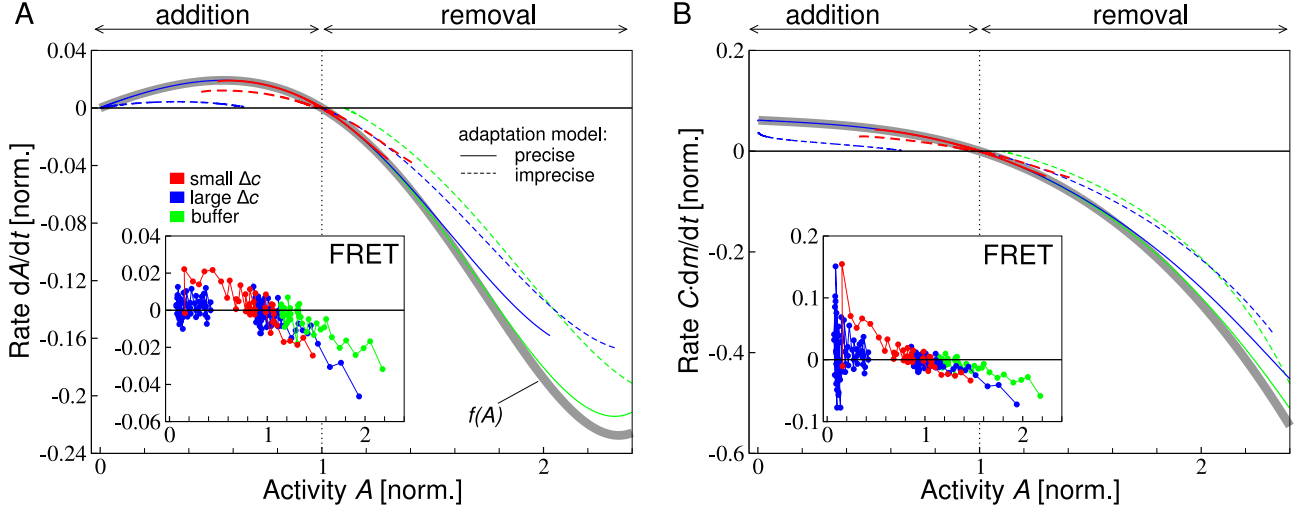 A
addition
removal
Rate dA/dt [norm.]
0.04
0
-0.04
-0.08
-0.12
-0.16
-0.2
-0.24
adaptation model:
precise
imprecise
small Δc
large Δc
buffer
FRET
0.04
0.02
0
-0.02
-0.04
-0.06
0
1
2
f(A)
0
1
2
Activity A [norm.]
B
addition
removal
Rate C·dm/dt [norm.]
0.2
0
-0.2
-0.4
-0.6
FRET
0.2
0.1
0
-0.1
0
1
2
0
1
2
Activity A [norm.]